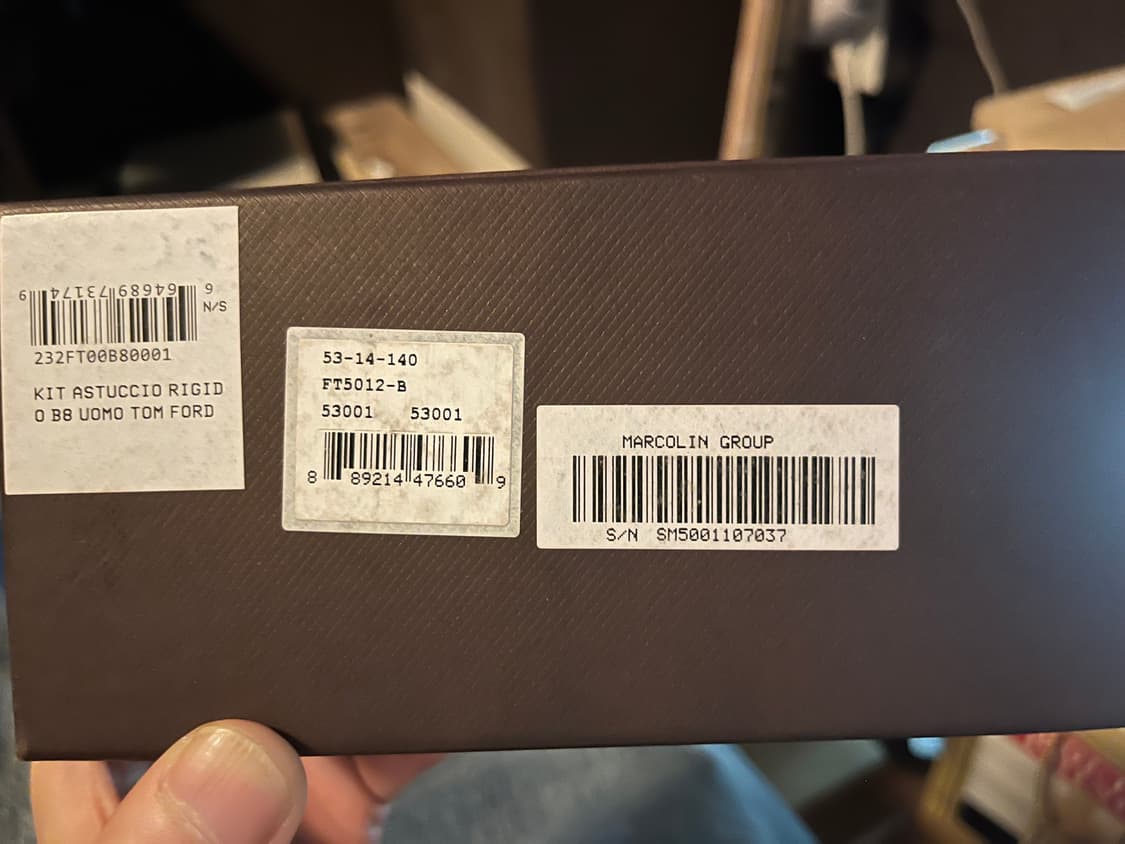 6 64689 73174 9
N/S
232FT00B80001
KIT ASTUCCIO RIGID
O B8 UOMO TOM FORD
53-14-140
FT5012-B
53001 53001
8 89214 47660 9
MARCOLIN GROUP
S/N SM5001107037